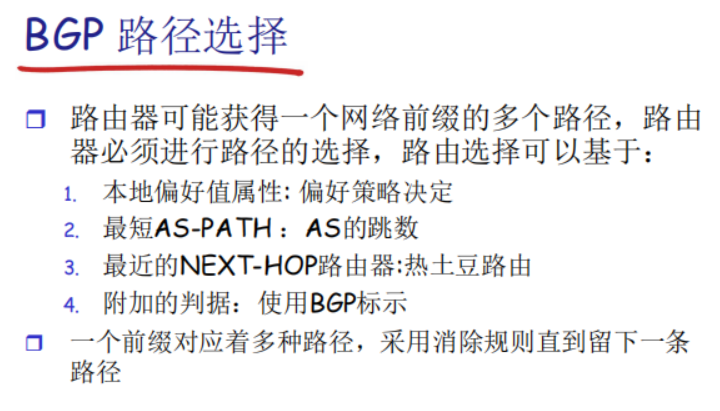 BGP 路径选择
路由器可能获得一个网络前缀的多个路径，路由
器必须进行路径的选择，路由选择可以基于：
1. 本地偏好值属性: 偏好策略决定
2. 最短AS-PATH ：AS的跳数
3. 最近的NEXT-HOP路由器:热土豆路由
4. 附加的判据：使用BGP标示
一个前缀对应着多种路径，采用消除规则直到留下一条
路径